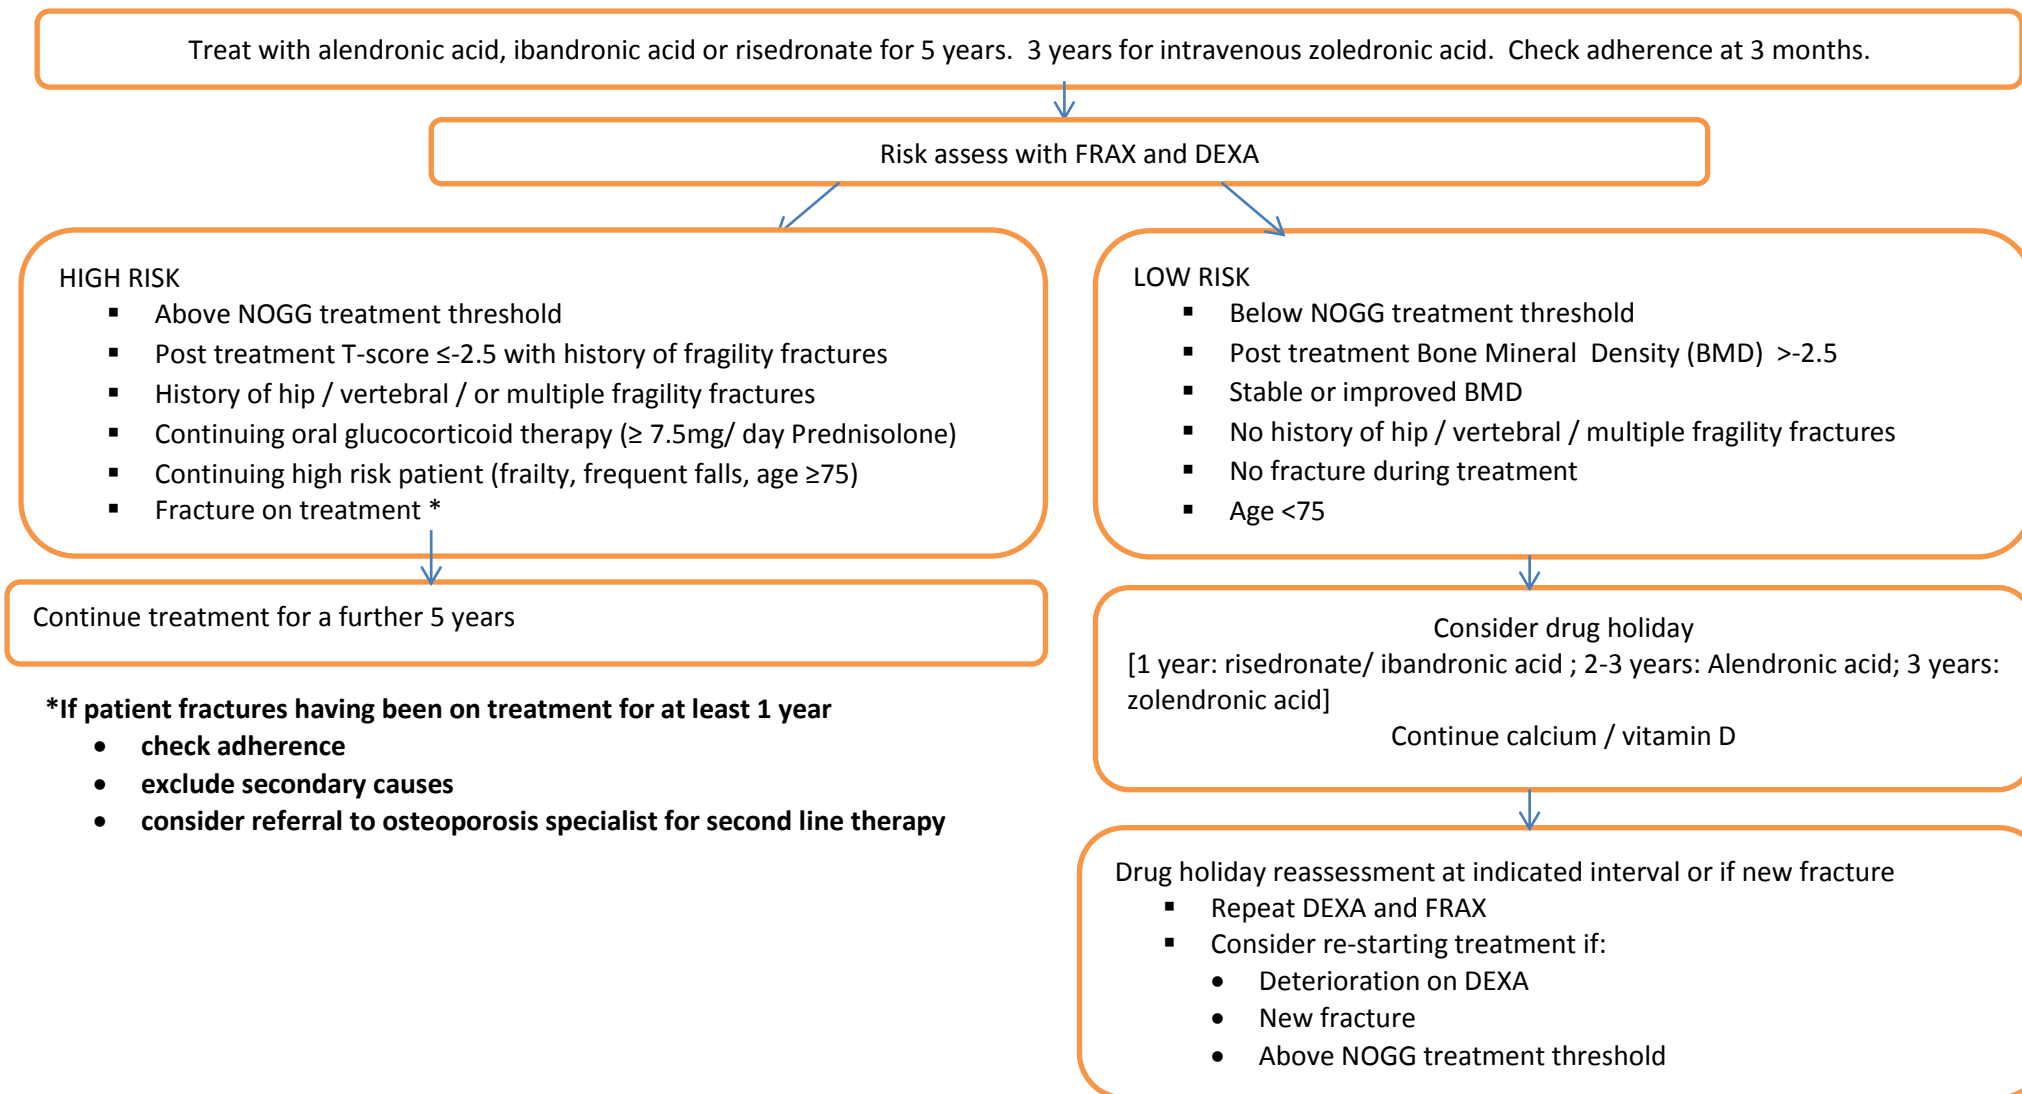 Treat with alendronic acid, ibandronic acid or risedronate for 5 years.  3 years for intravenous zoledronic acid.  Check adherence at 3 months.
Risk assess with FRAX and DEXA
HIGH RISK
▪ Above NOGG treatment threshold
▪ Post treatment T-score ≤-2.5 with history of fragility fractures
▪ History of hip / vertebral / or multiple fragility fractures
▪ Continuing oral glucocorticoid therapy (≥ 7.5mg/ day Prednisolone)
▪ Continuing high risk patient (frailty, frequent falls, age ≥75)
▪ Fracture on treatment *
Continue treatment for a further 5 years
*If patient fractures having been on treatment for at least 1 year
• check adherence
• exclude secondary causes
• consider referral to osteoporosis specialist for second line therapy
LOW RISK
▪ Below NOGG treatment threshold
▪ Post treatment Bone Mineral  Density (BMD)  >-2.5
▪ Stable or improved BMD
▪ No history of hip / vertebral / multiple fragility fractures
▪ No fracture during treatment
▪ Age <75
Consider drug holiday
[1 year: risedronate/ ibandronic acid ; 2-3 years: Alendronic acid; 3 years:
zolendronic acid]
Continue calcium / vitamin D
Drug holiday reassessment at indicated interval or if new fracture
▪ Repeat DEXA and FRAX
▪ Consider re-starting treatment if:
• Deterioration on DEXA
• New fracture
• Above NOGG treatment threshold